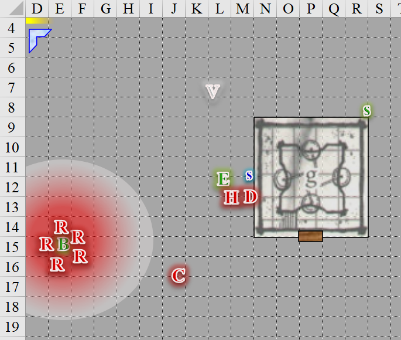 D E F G H I J K L M N O P Q R S T
4
5
6
7
V
8
S
9
10
11
E S
g
12
H D
13
14
R
R R
15
B
R
16
R
C
17
18
19